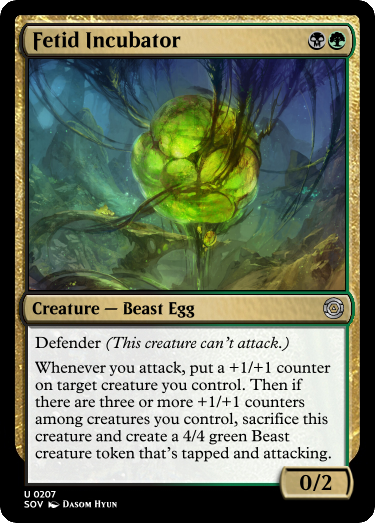 Fetid Incubator
Creature — Beast Egg
Defender (This creature can't attack.)
Whenever you attack, put a +1/+1 counter
on target creature you control. Then if
there are three or more +1/+1 counters
among creatures you control, sacrifice this
creature and create a 4/4 green Beast
creature token that's tapped and attacking.
0/2
U 0207
SOV Dasom Hyun